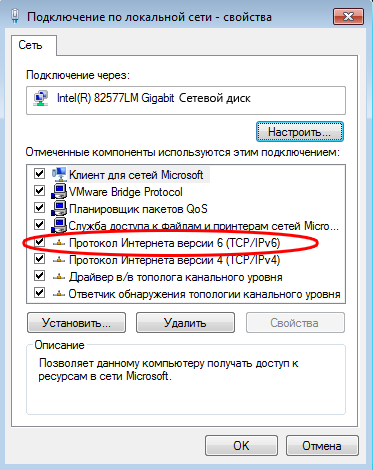 Подключение по локальной сети - свойства
Сеть
Подключение через:
Intel(R) 82577LM Gigabit Сетевой диск
Настроить...
Отмеченные компоненты используются этим подключением:
Клиент для сетей Microsoft
VMware Bridge Protocol
Планировщик пакетов QoS
Служба доступа к файлам и принтерам сетей Micro...
Протокол Интернета версии 6 (TCP/IPv6)
Протокол Интернета версии 4 (TCP/IPv4)
Драйвер в/в тополога канального уровня
Ответчик обнаружения топологии канального уровня
Установить...
Удалить
Свойства
Описание
Позволяет данному компьютеру получать доступ к
ресурсам в сети Microsoft.
OK
Отмена